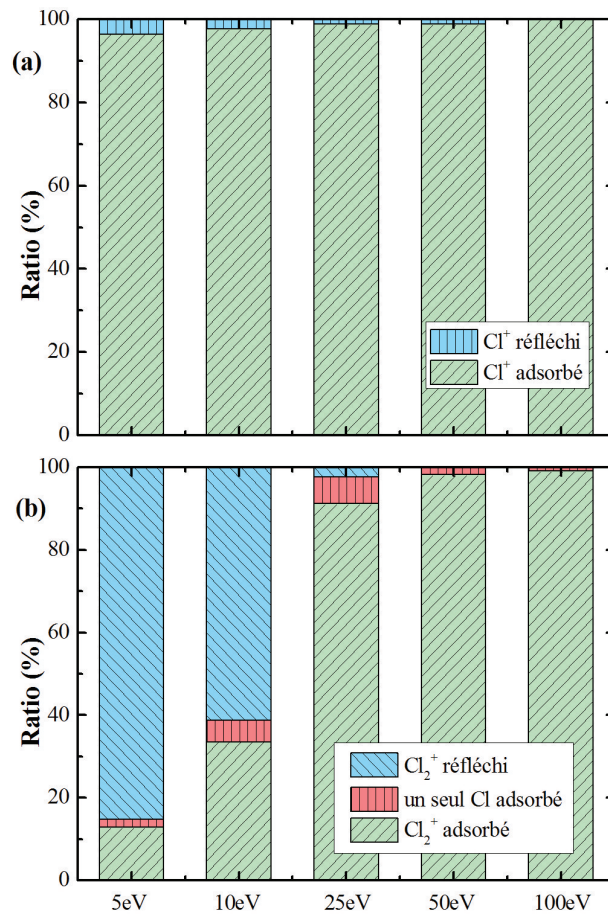 (a)
Ratio (%)
100
80
60
40
20
0
Cl⁺ réfléchi
Cl⁺ adsorbé
(b)
Ratio (%)
100
80
60
40
20
0
Cl₂⁺ réfléchi
un seul Cl adsorbé
Cl₂⁺ adsorbé
5eV 10eV 25eV 50eV 100eV